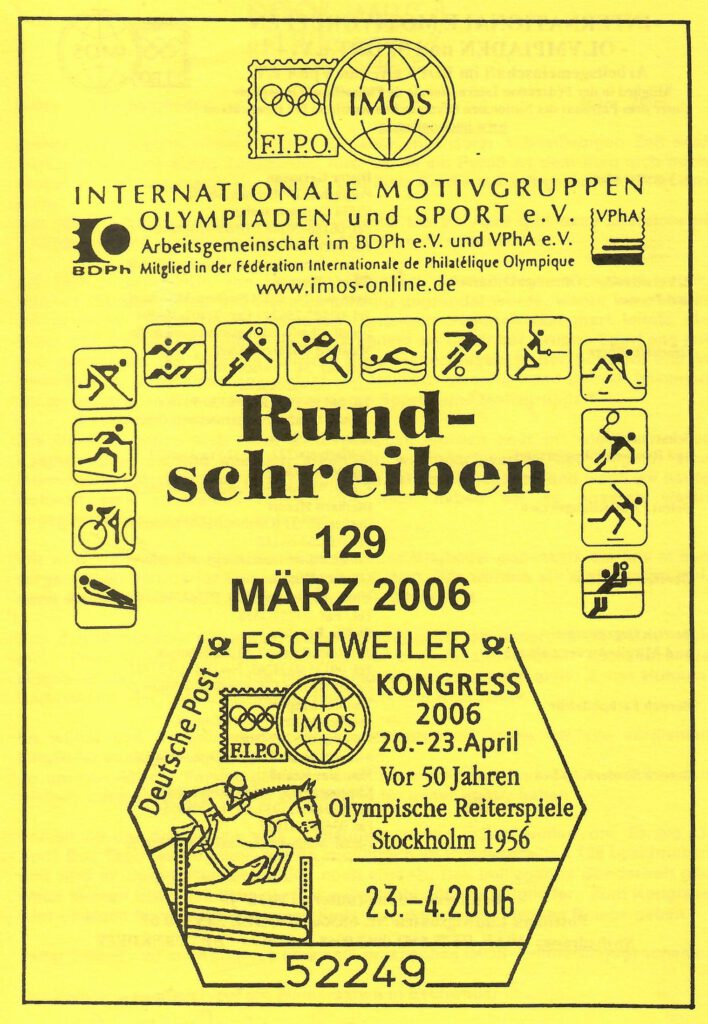 IMOS
F.I.P.O.
INTERNATIONALE MOTIVGRUPPEN
OLYMPIADEN und SPORT e.V.
VPhA
Arbeitsgemeinschaft im BDPh e.V. und VPhA e.V.
BDPh
Mitglied in der Fédération Internationale de Philatélique Olympique
www.imos-online.de
Rund-
schreiben
129
MÄRZ 2006
ESCHWEILER
Deutsche Post
IMOS
F.I.P.O.
KONGRESS
2006
20.-23.April
Vor 50 Jahren
Olympische Reiterspiele
Stockholm 1956
23.-4.2006
52249